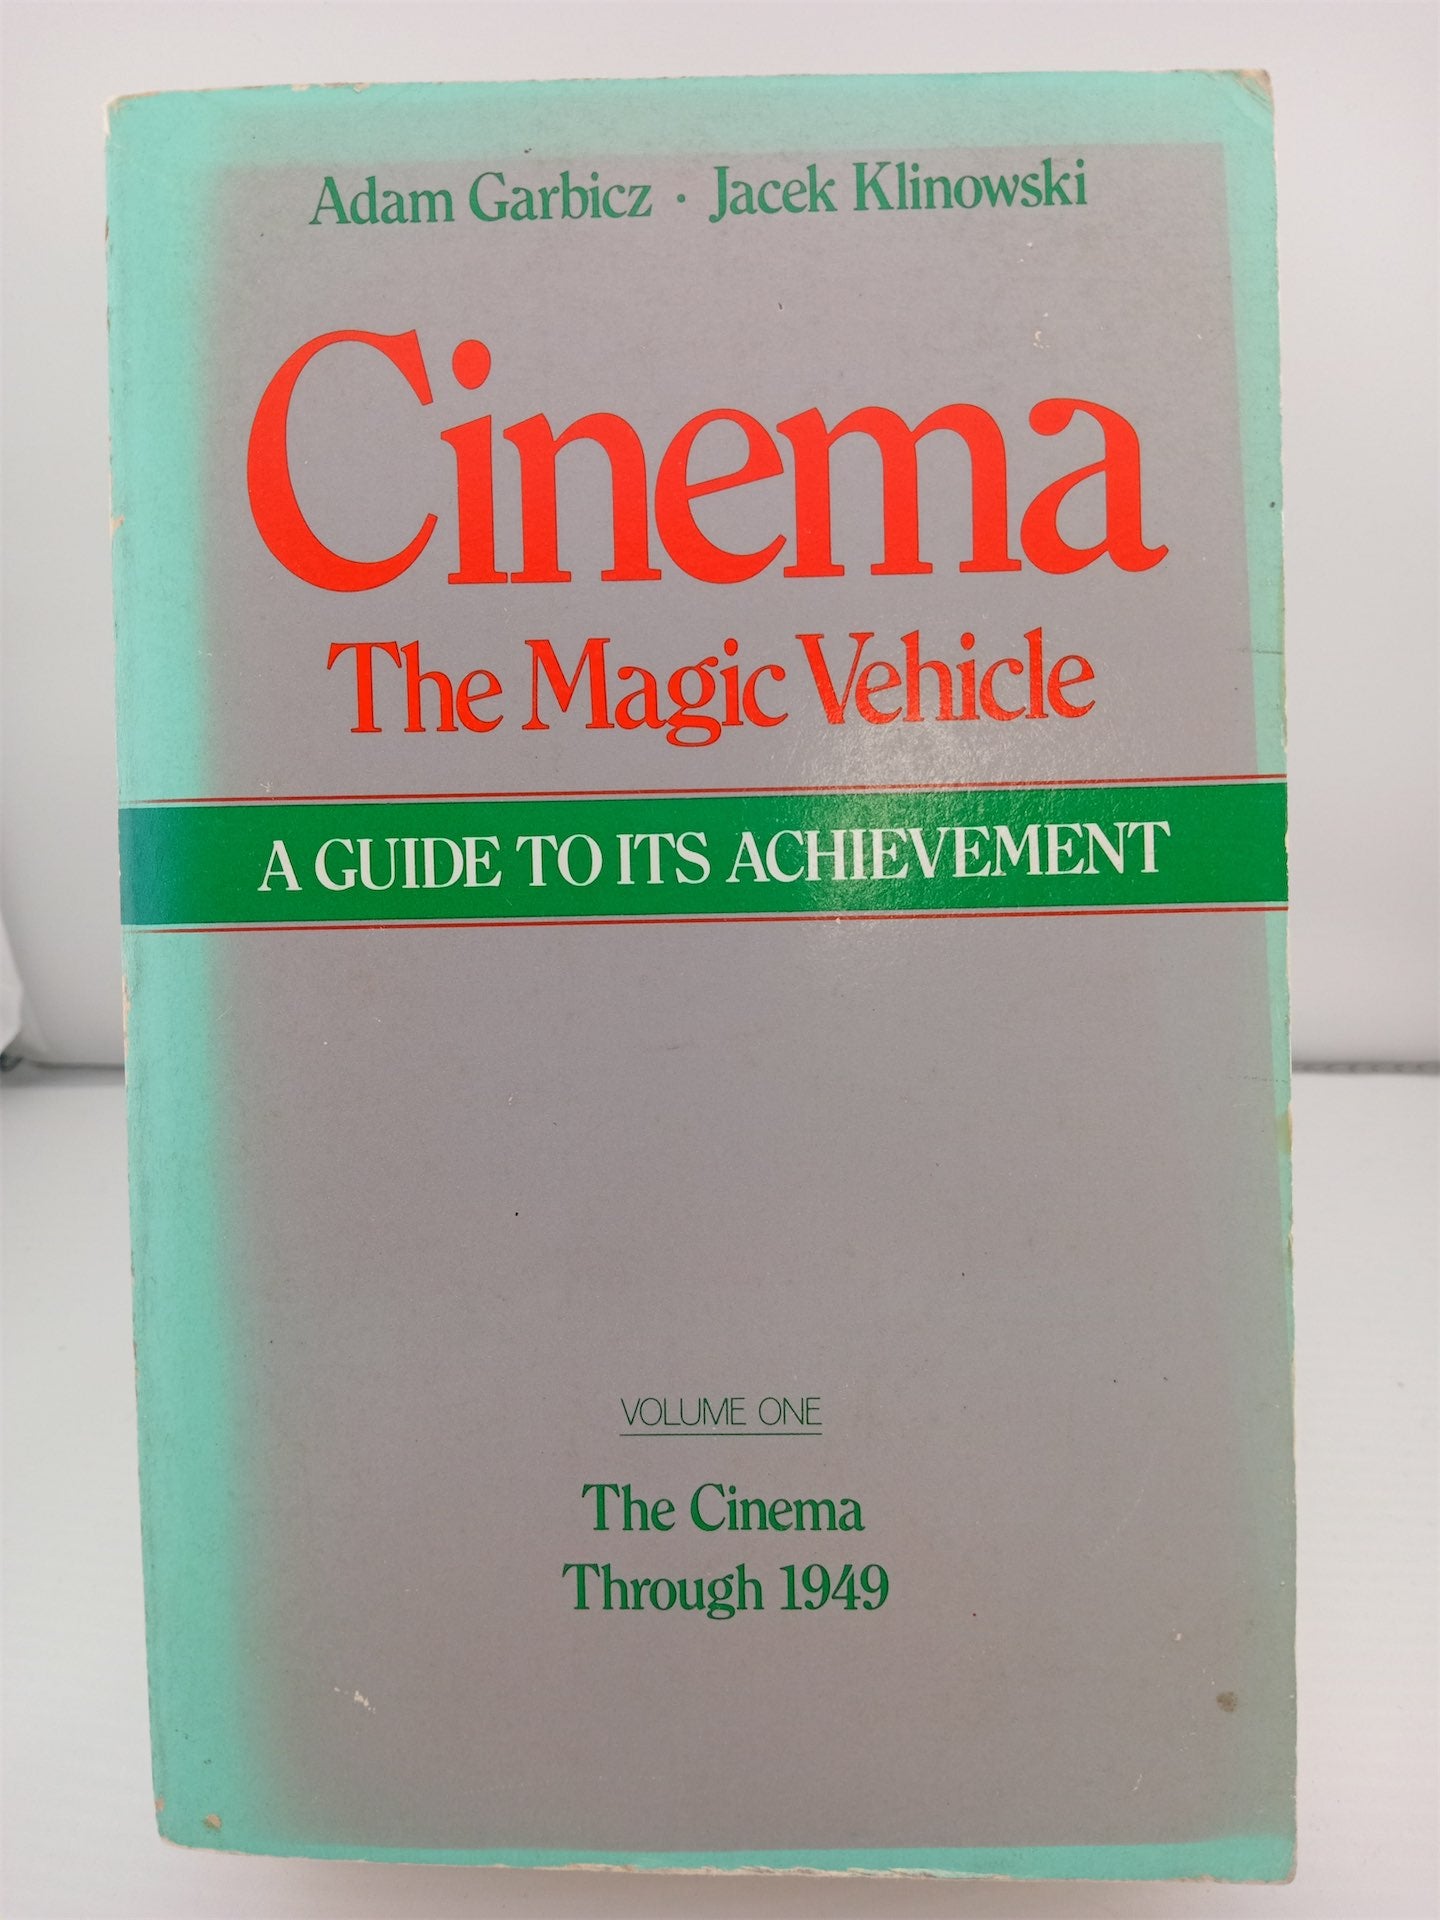 Adam Garbicz · Jacek Klinowski
Cinema
The Magic Vehicle
A GUIDE TO ITS ACHIEVEMENT
VOLUME ONE
The Cinema
Through 1949